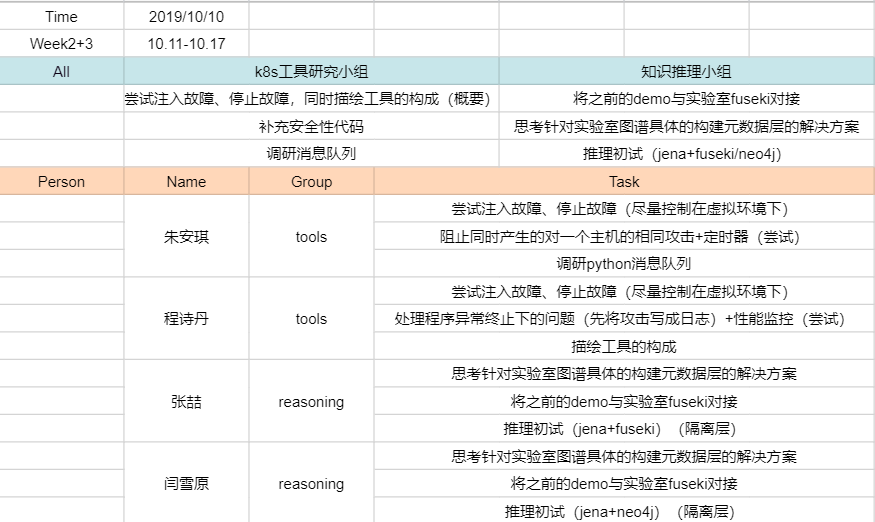 Time 2019/10/10
Week2+3 10.11-10.17
All k8s工具研究小组 知识推理小组
尝试注入故障、停止故障，同时描绘工具的构成（概要） 将之前的demo与实验室fuseki对接
补充安全性代码 思考针对实验室图谱具体的构建元数据层的解决方案
调研消息队列 推理初试（jena+fuseki/neo4j）
Person Name Group Task
尝试注入故障、停止故障（尽量控制在虚拟环境下）
朱安琪 tools 阻止同时产生的对一个主机的相同攻击+定时器（尝试）
调研python消息队列
尝试注入故障、停止故障（尽量控制在虚拟环境下）
程诗丹 tools 处理程序异常终止下的问题（先将攻击写成日志）+性能监控（尝试）
描绘工具的构成
思考针对实验室图谱具体的构建元数据层的解决方案
张喆 reasoning 将之前的demo与实验室fuseki对接
推理初试（jena+fuseki）（隔离层）
思考针对实验室图谱具体的构建元数据层的解决方案
闫雪原 reasoning 将之前的demo与实验室fuseki对接
推理初试（jena+neo4j）（隔离层）